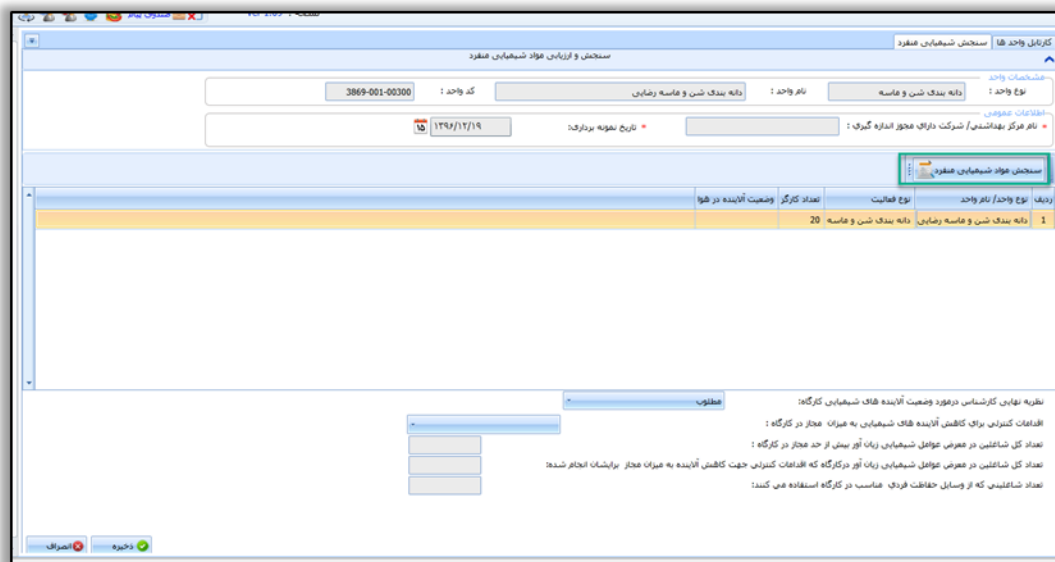 صندوق پیام
کارتابل واحد ها سنجش شیمیایی منفرد
سنجش و ارزیابی مواد شیمیایی منفرد
مشخصات واحد
نوع واحد : دانه بندی شن و ماسه نام واحد : دانه بندی شن و ماسه رضایی کد واحد : 3869-001-00300
اطلاعات عمومی
* نام مرکز بهداشتی/ شرکت دارای مجوز اندازه گیری : * تاریخ نمونه برداری: ۱۳۹۶/۱۲/۱۹ ۱۵
سنجش مواد شیمیایی منفرد
ردیف نوع واحد/ نام واحد نوع فعالیت تعداد کارگر وضعیت آلاینده در هوا
1 دانه بندی شن و ماسه رضایی دانه بندی شن و ماسه 20
نظریه نهایی کارشناس درمورد وضعیت آلاینده های شیمیایی کارگاه: مطلوب
اقدامات کنترلی برای کاهش آلاینده های شیمیایی به میزان مجاز در کارگاه :
تعداد کل شاغلین در معرض عوامل شیمیایی زیان آور بیش از حد مجاز در کارگاه :
تعداد کل شاغلین در معرض عوامل شیمیایی زیان آور درکارگاه که اقدامات کنترلی جهت کاهش آلاینده به میزان مجاز برایشان انجام شده:
تعداد شاغلینی که از وسایل حفاظت فردی مناسب در کارگاه استفاده می کنند:
ذخیره انصراف